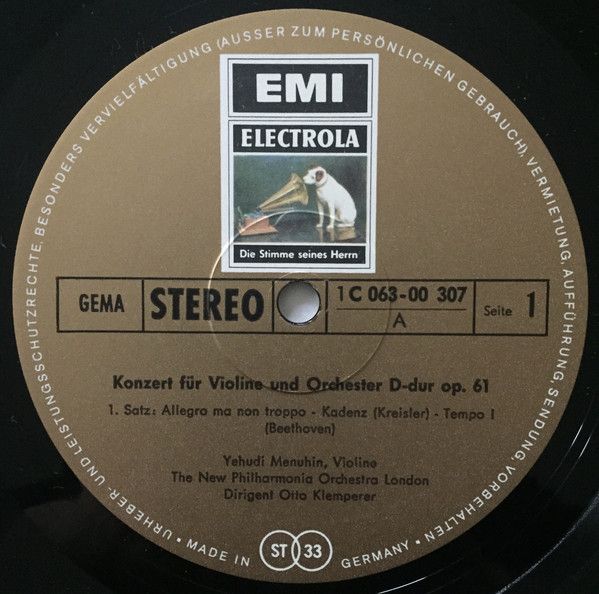 URHEBER- UND LEISTUNGSSCHUTZRECHTE, BESONDERS VERVIELFÄLTIGUNG (AUSSER ZUM PERSÖNLICHEN GEBRAUCH), VERMIETUNG, AUFFÜHRUNG, SENDUNG, VORBEHALTEN •
EMI
ELECTROLA
Die Stimme seines Herrn
GEMA
STEREO
1 C 063-00 307
A
Seite 1
Konzert für Violine und Orchester D-dur op. 61
1. Satz: Allegro ma non troppo - Kadenz (Kreisler) - Tempo I
(Beethoven)
Yehudi Menuhin, Violine
The New Philharmonia Orchestra London
Dirigent Otto Klemperer
• MADE IN GERMANY •
ST 33